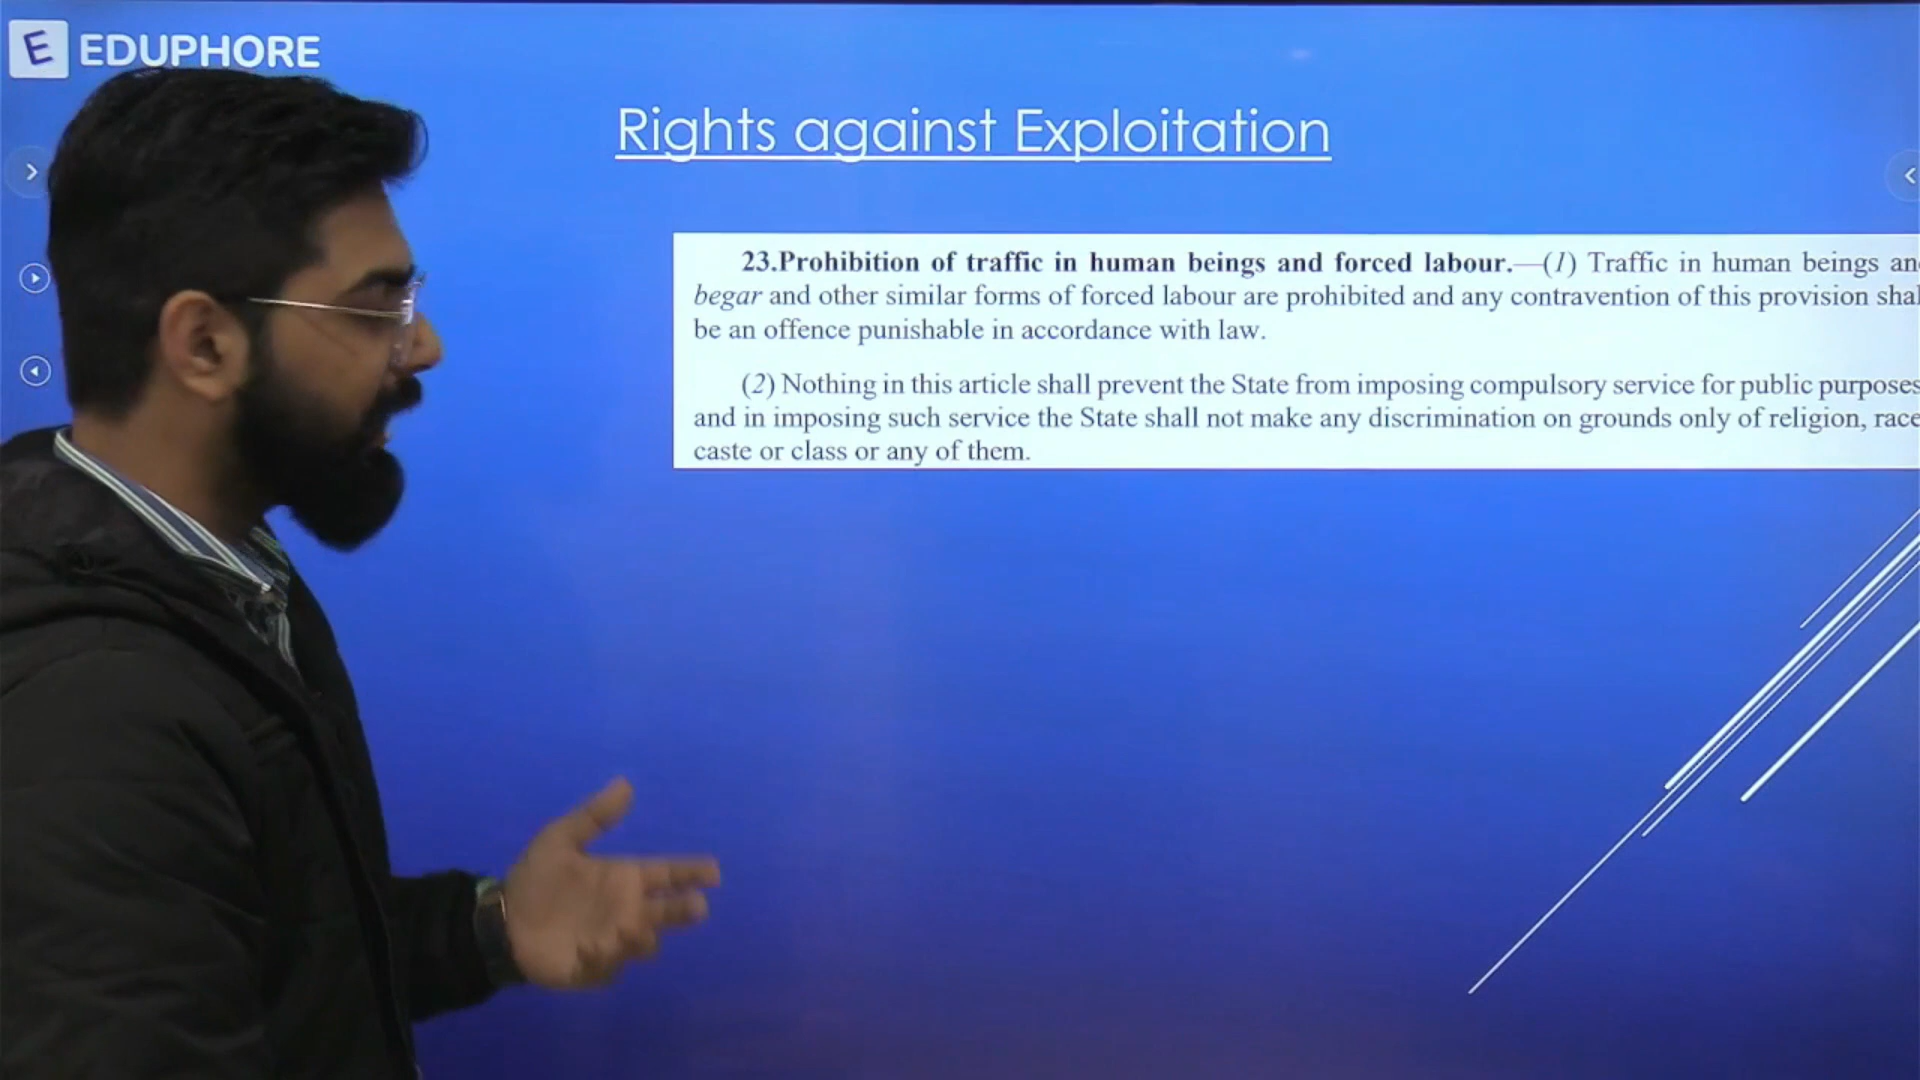 E EDUPHORE
Rights against Exploitation
23.Prohibition of traffic in human beings and forced labour.—(1) Traffic in human beings an
begar and other similar forms of forced labour are prohibited and any contravention of this provision shal
be an offence punishable in accordance with law.
(2) Nothing in this article shall prevent the State from imposing compulsory service for public purposes
and in imposing such service the State shall not make any discrimination on grounds only of religion, race
caste or class or any of them.